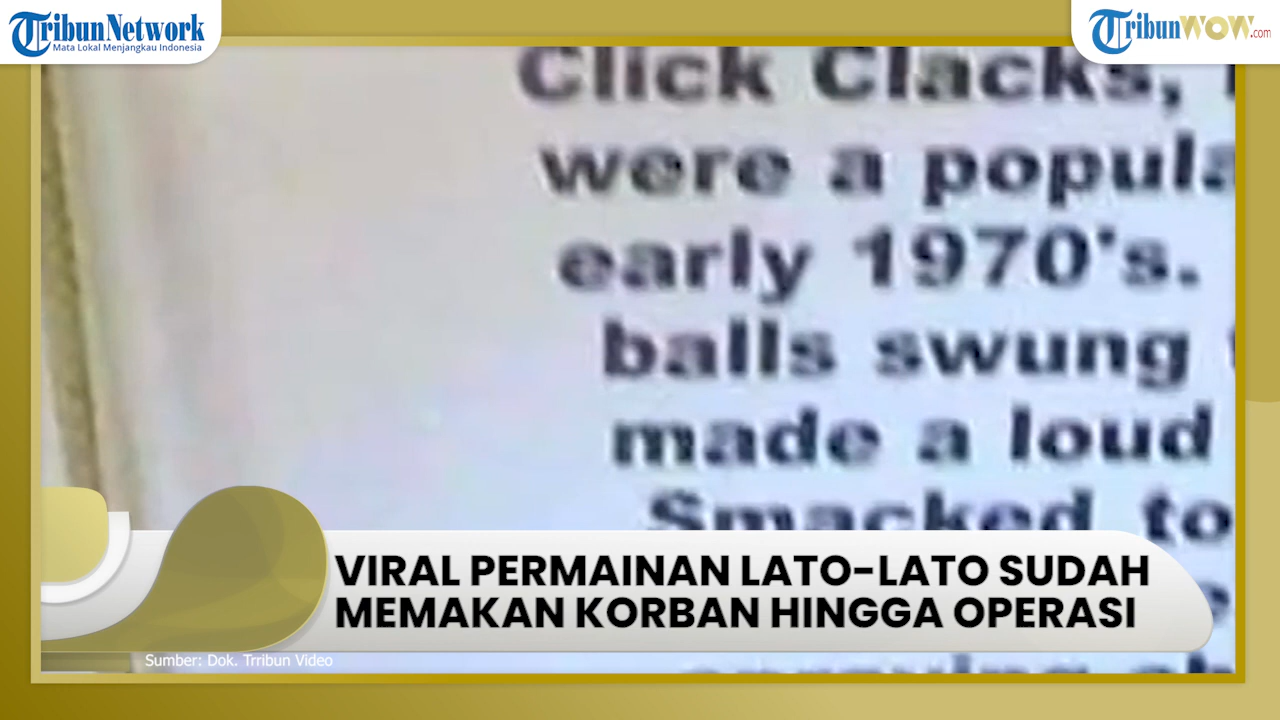 TribunNetwork
Mata Lokal Menjangkau Indonesia
TribunWOW.com
Click Clacks,
were a
early 1970's.
balls swung
made a loud
Smacked
VIRAL PERMAINAN LATO-LATO SUDAH
MEMAKAN KORBAN HINGGA OPERASI
Sumber: Dok. Trribun Video